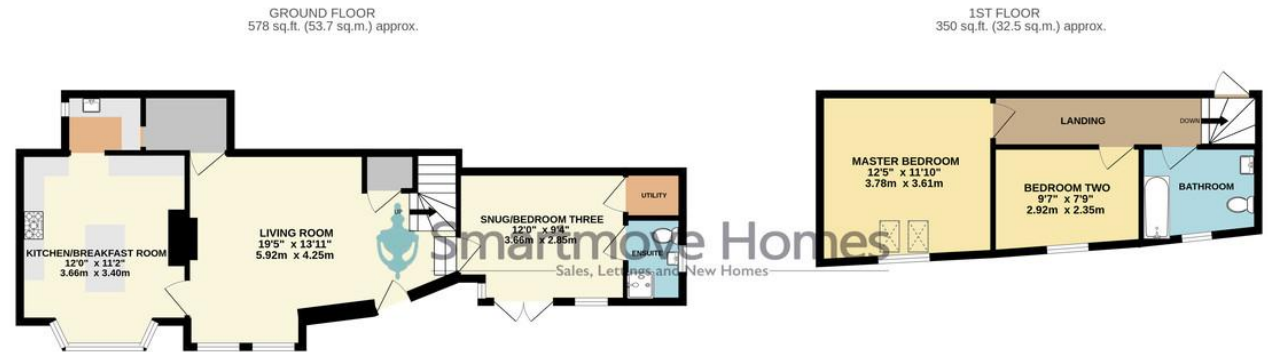 GROUND FLOOR
578 sq.ft. (53.7 sq.m.) approx.
KITCHEN/BREAKFAST ROOM
12'0" x 11'2"
3.66m x 3.40m
LIVING ROOM
19'5" x 13'11"
5.92m x 4.25m
UP
SNUG/BEDROOM THREE
12'0" x 9'4"
3.66m x 2.85m
UTILITY
ENSUITE
1ST FLOOR
350 sq.ft. (32.5 sq.m.) approx.
MASTER BEDROOM
12'5" x 11'10"
3.78m x 3.61m
LANDING
DOWN
BEDROOM TWO
9'7" x 7'9"
2.92m x 2.35m
BATHROOM
Smartmove Homes
Sales, Lettings and New Homes